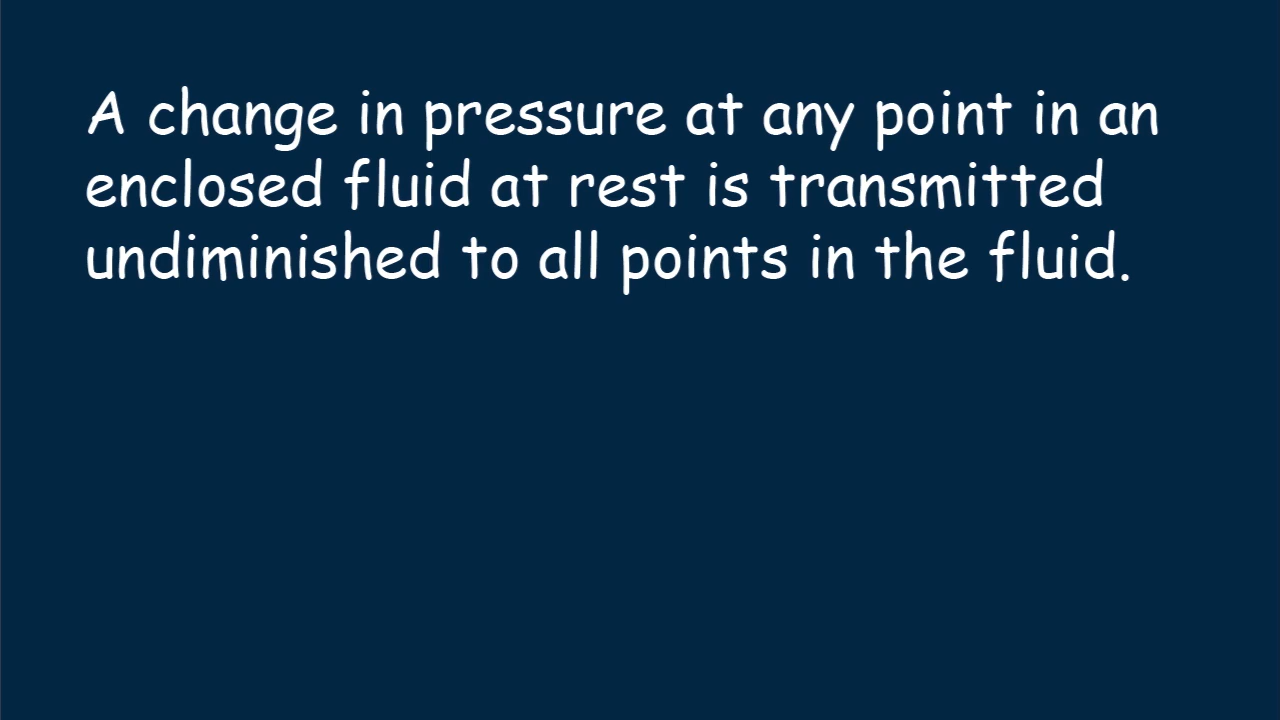 A change in pressure at any point in an
enclosed fluid at rest is transmitted
undiminished to all points in the fluid.